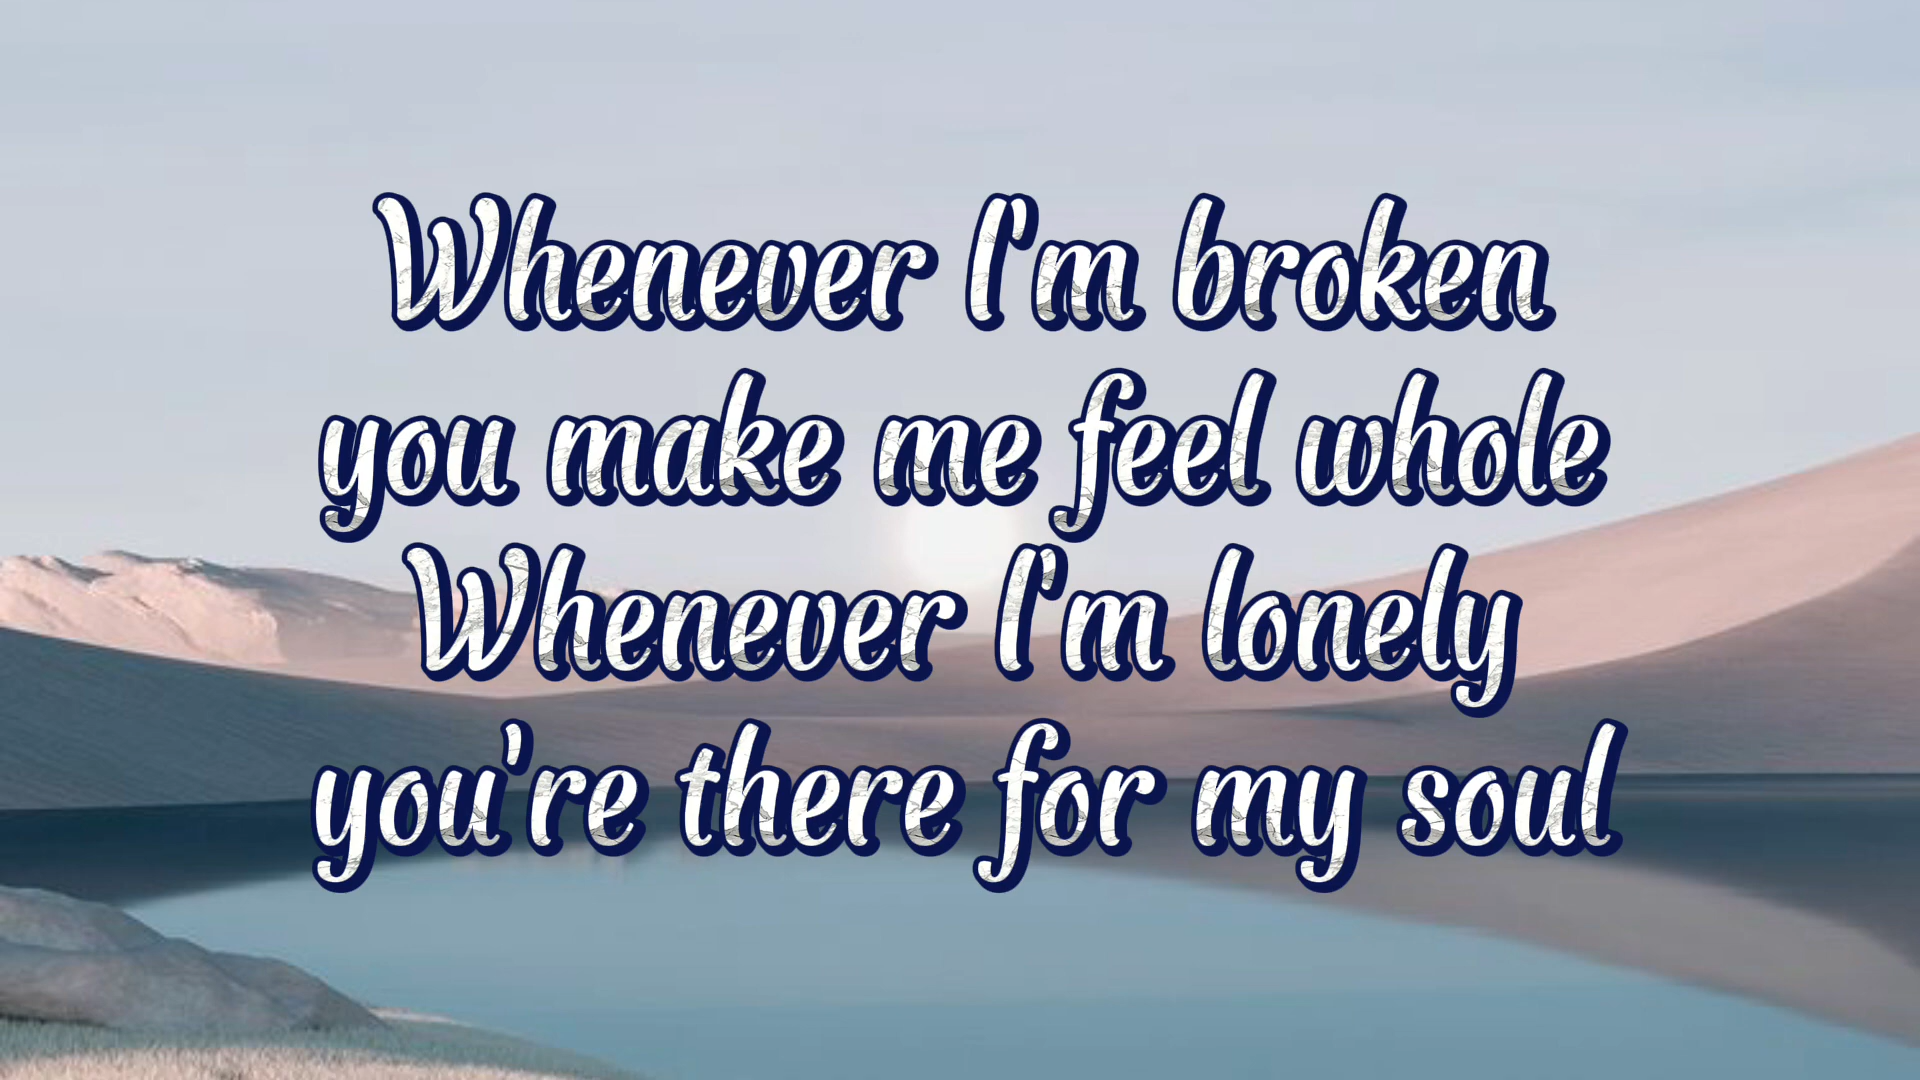 Whenever I'm broken
you make me feel whole
Whenever I'm lonely
you're there for my soul